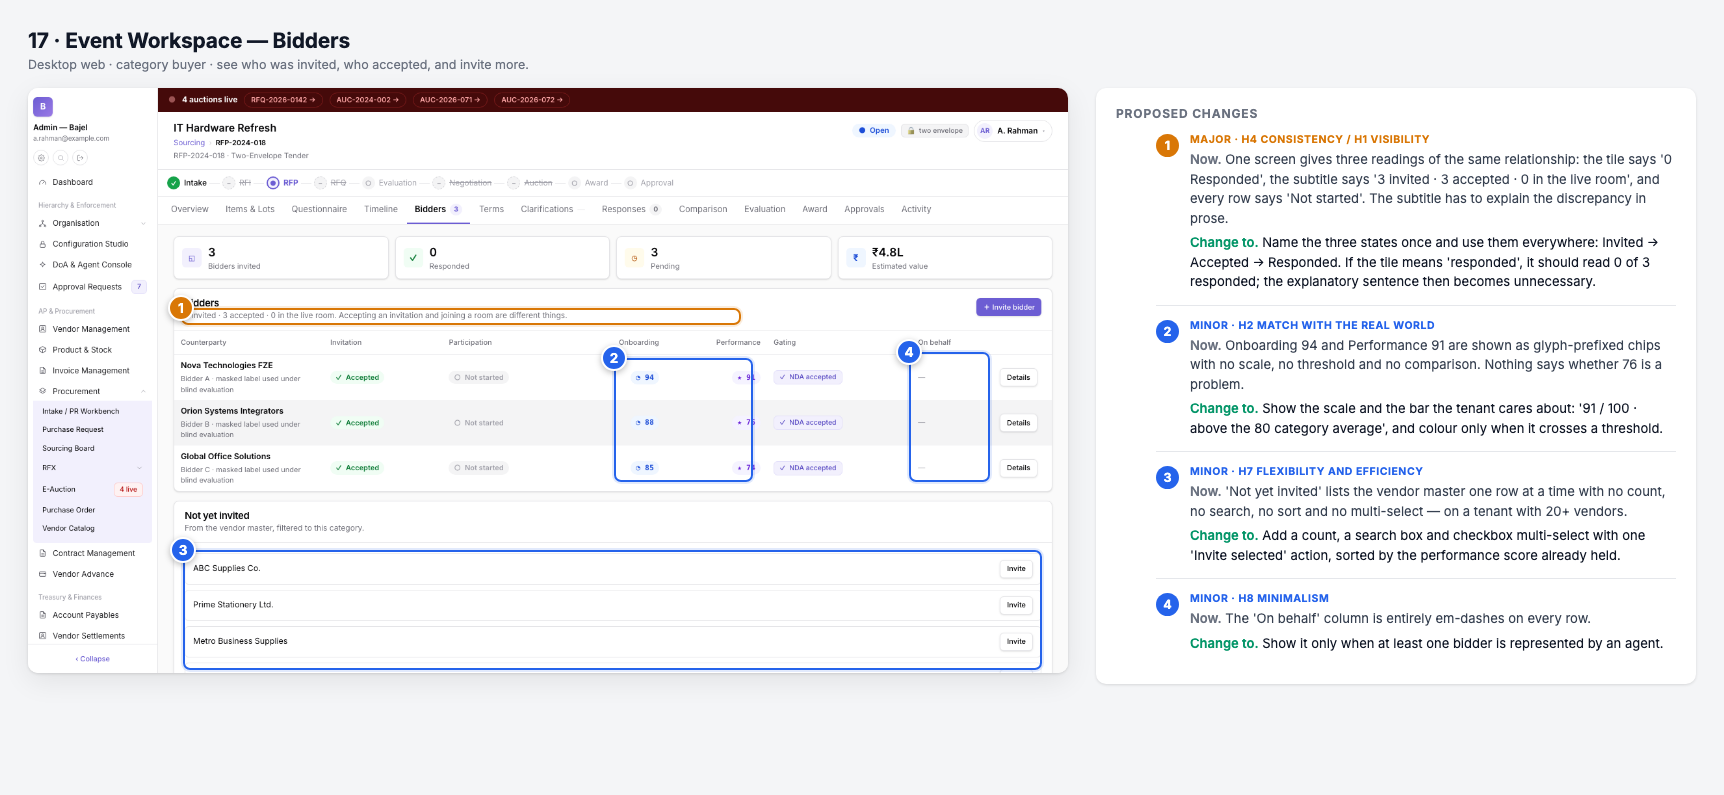 17 · Event Workspace — Bidders
Desktop web · category buyer · see who was invited, who accepted, and invite more.
B
Admin — Bajel
a.rahman@example.com
Dashboard
Hierarchy & Enforcement
Organisation
Configuration Studio
DoA & Agent Console
Approval Requests 7
AP & Procurement
Vendor Management
Product & Stock
Invoice Management
Procurement
Intake / PR Workbench
Purchase Request
Sourcing Board
RFX
E-Auction 4 live
Purchase Order
Vendor Catalog
Contract Management
Vendor Advance
Treasury & Finances
Account Payables
Vendor Settlements
‹ Collapse
4 auctions live RFQ-2026-0142 → AUC-2024-002 → AUC-2026-071 → AUC-2026-072 →
IT Hardware Refresh
Sourcing · RFP-2024-018
RFP-2024-018 · Two-Envelope Tender
Open two envelope AR A. Rahman
Intake RFI RFP RFQ Evaluation Negotiation Auction Award Approval
Overview Items & Lots Questionnaire Timeline Bidders 3 Terms Clarifications Responses 0 Comparison Evaluation Award Approvals Activity
3
Bidders invited
0
Responded
3
Pending
₹4.8L
Estimated value
1
dders
invited · 3 accepted · 0 in the live room. Accepting an invitation and joining a room are different things.
+ Invite bidder
Counterparty Invitation Participation Onboarding Performance Gating On behalf
2
4
Nova Technologies FZE
Bidder A · masked label used under
blind evaluation
✓ Accepted Not started 94 ★ 91 ✓ NDA accepted — Details
Orion Systems Integrators
Bidder B · masked label used under
blind evaluation
✓ Accepted Not started 88 ★ 76 ✓ NDA accepted — Details
Global Office Solutions
Bidder C · masked label used under
blind evaluation
✓ Accepted Not started 85 ★ 74 ✓ NDA accepted — Details
Not yet invited
From the vendor master, filtered to this category.
3
ABC Supplies Co. Invite
Prime Stationery Ltd. Invite
Metro Business Supplies Invite
PROPOSED CHANGES
1 MAJOR · H4 CONSISTENCY / H1 VISIBILITY
Now. One screen gives three readings of the same relationship: the tile says '0
Responded', the subtitle says '3 invited · 3 accepted · 0 in the live room', and
every row says 'Not started'. The subtitle has to explain the discrepancy in
prose.
Change to. Name the three states once and use them everywhere: Invited →
Accepted → Responded. If the tile means 'responded', it should read 0 of 3
responded; the explanatory sentence then becomes unnecessary.
2 MINOR · H2 MATCH WITH THE REAL WORLD
Now. Onboarding 94 and Performance 91 are shown as glyph-prefixed chips
with no scale, no threshold and no comparison. Nothing says whether 76 is a
problem.
Change to. Show the scale and the bar the tenant cares about: '91 / 100 ·
above the 80 category average', and colour only when it crosses a threshold.
3 MINOR · H7 FLEXIBILITY AND EFFICIENCY
Now. 'Not yet invited' lists the vendor master one row at a time with no count,
no search, no sort and no multi-select — on a tenant with 20+ vendors.
Change to. Add a count, a search box and checkbox multi-select with one
'Invite selected' action, sorted by the performance score already held.
4 MINOR · H8 MINIMALISM
Now. The 'On behalf' column is entirely em-dashes on every row.
Change to. Show it only when at least one bidder is represented by an agent.